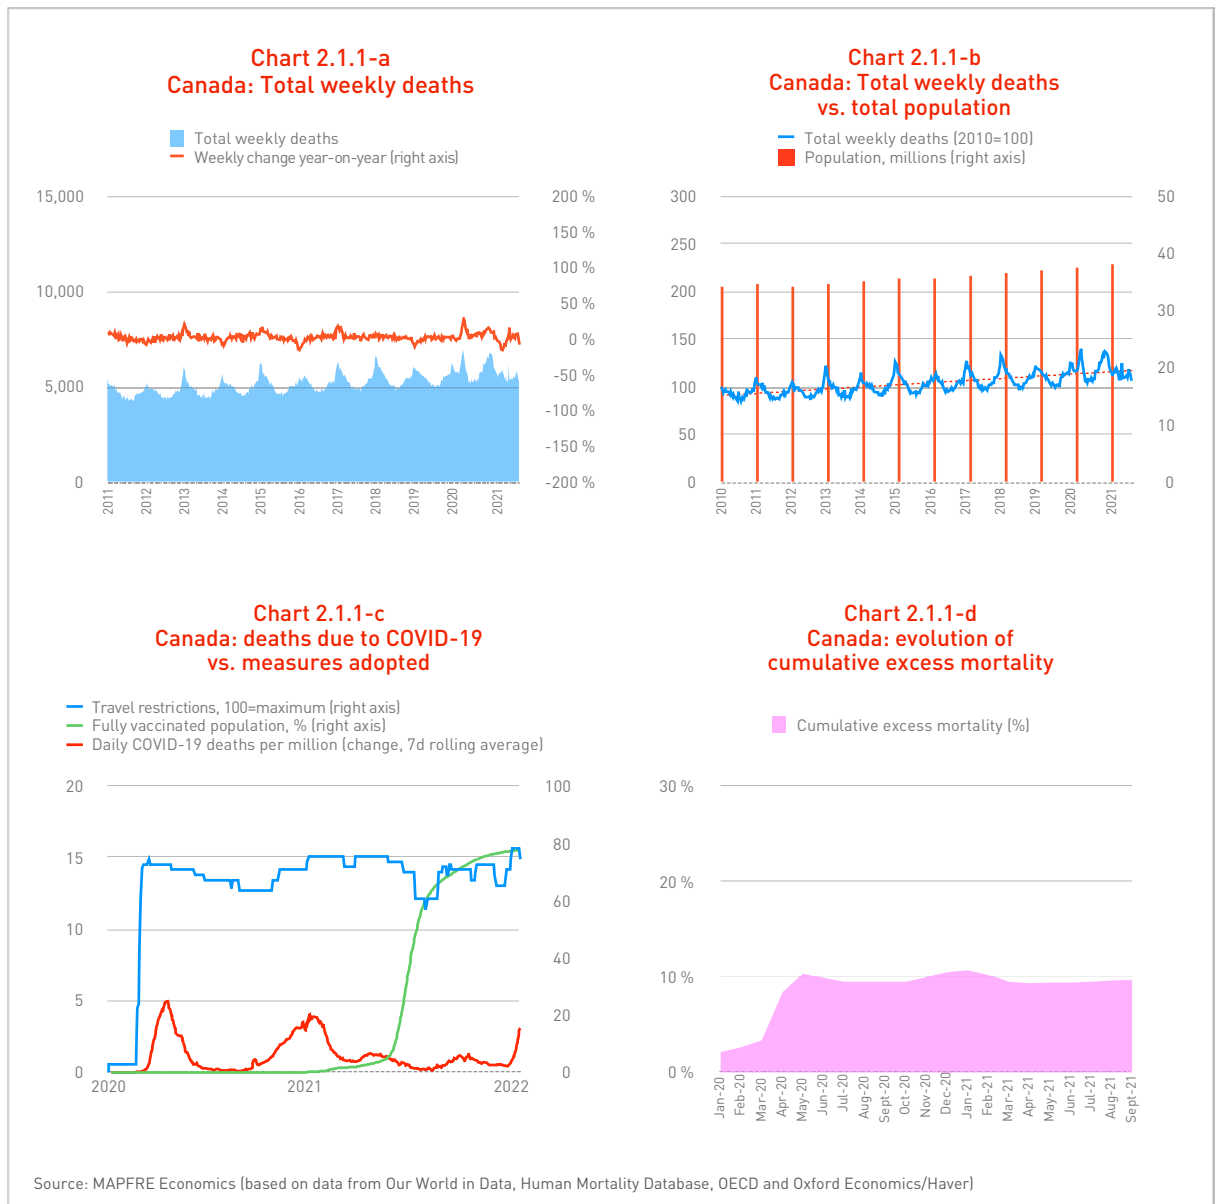 Chart 2.1.1-a
Canada: Total weekly deaths
Total weekly deaths
Weekly change year-on-year (right axis)
15,000
10,000
5,000
0
200 %
150 %
100 %
50 %
0 %
-50 %
-100 %
-150 %
-200 %
2011
2012
2013
2014
2015
2016
2017
2018
2019
2020
2021
Chart 2.1.1-b
Canada: Total weekly deaths
vs. total population
Total weekly deaths (2010=100)
Population, millions (right axis)
300
250
200
150
100
50
0
50
40
30
20
10
0
2010
2011
2012
2013
2014
2015
2016
2017
2018
2019
2020
2021
Chart 2.1.1-c
Canada: deaths due to COVID-19
vs. measures adopted
Travel restrictions, 100=maximum (right axis)
Fully vaccinated population, % (right axis)
Daily COVID-19 deaths per million (change, 7d rolling average)
20
15
10
5
0
100
80
60
40
20
0
2020
2021
2022
Chart 2.1.1-d
Canada: evolution of
cumulative excess mortality
Cumulative excess mortality (%)
30 %
20 %
10 %
0 %
Jan-20
Feb-20
Mar-20
Apr-20
May-20
Jun-20
Jul-20
Aug-20
Sept-20
Oct-20
Nov-20
Dec-20
Jan-21
Feb-21
Mar-21
Apr-21
May-21
Jun-21
Jul-21
Aug-21
Sept-21
Source: MAPFRE Economics (based on data from Our World in Data, Human Mortality Database, OECD and Oxford Economics/Haver)